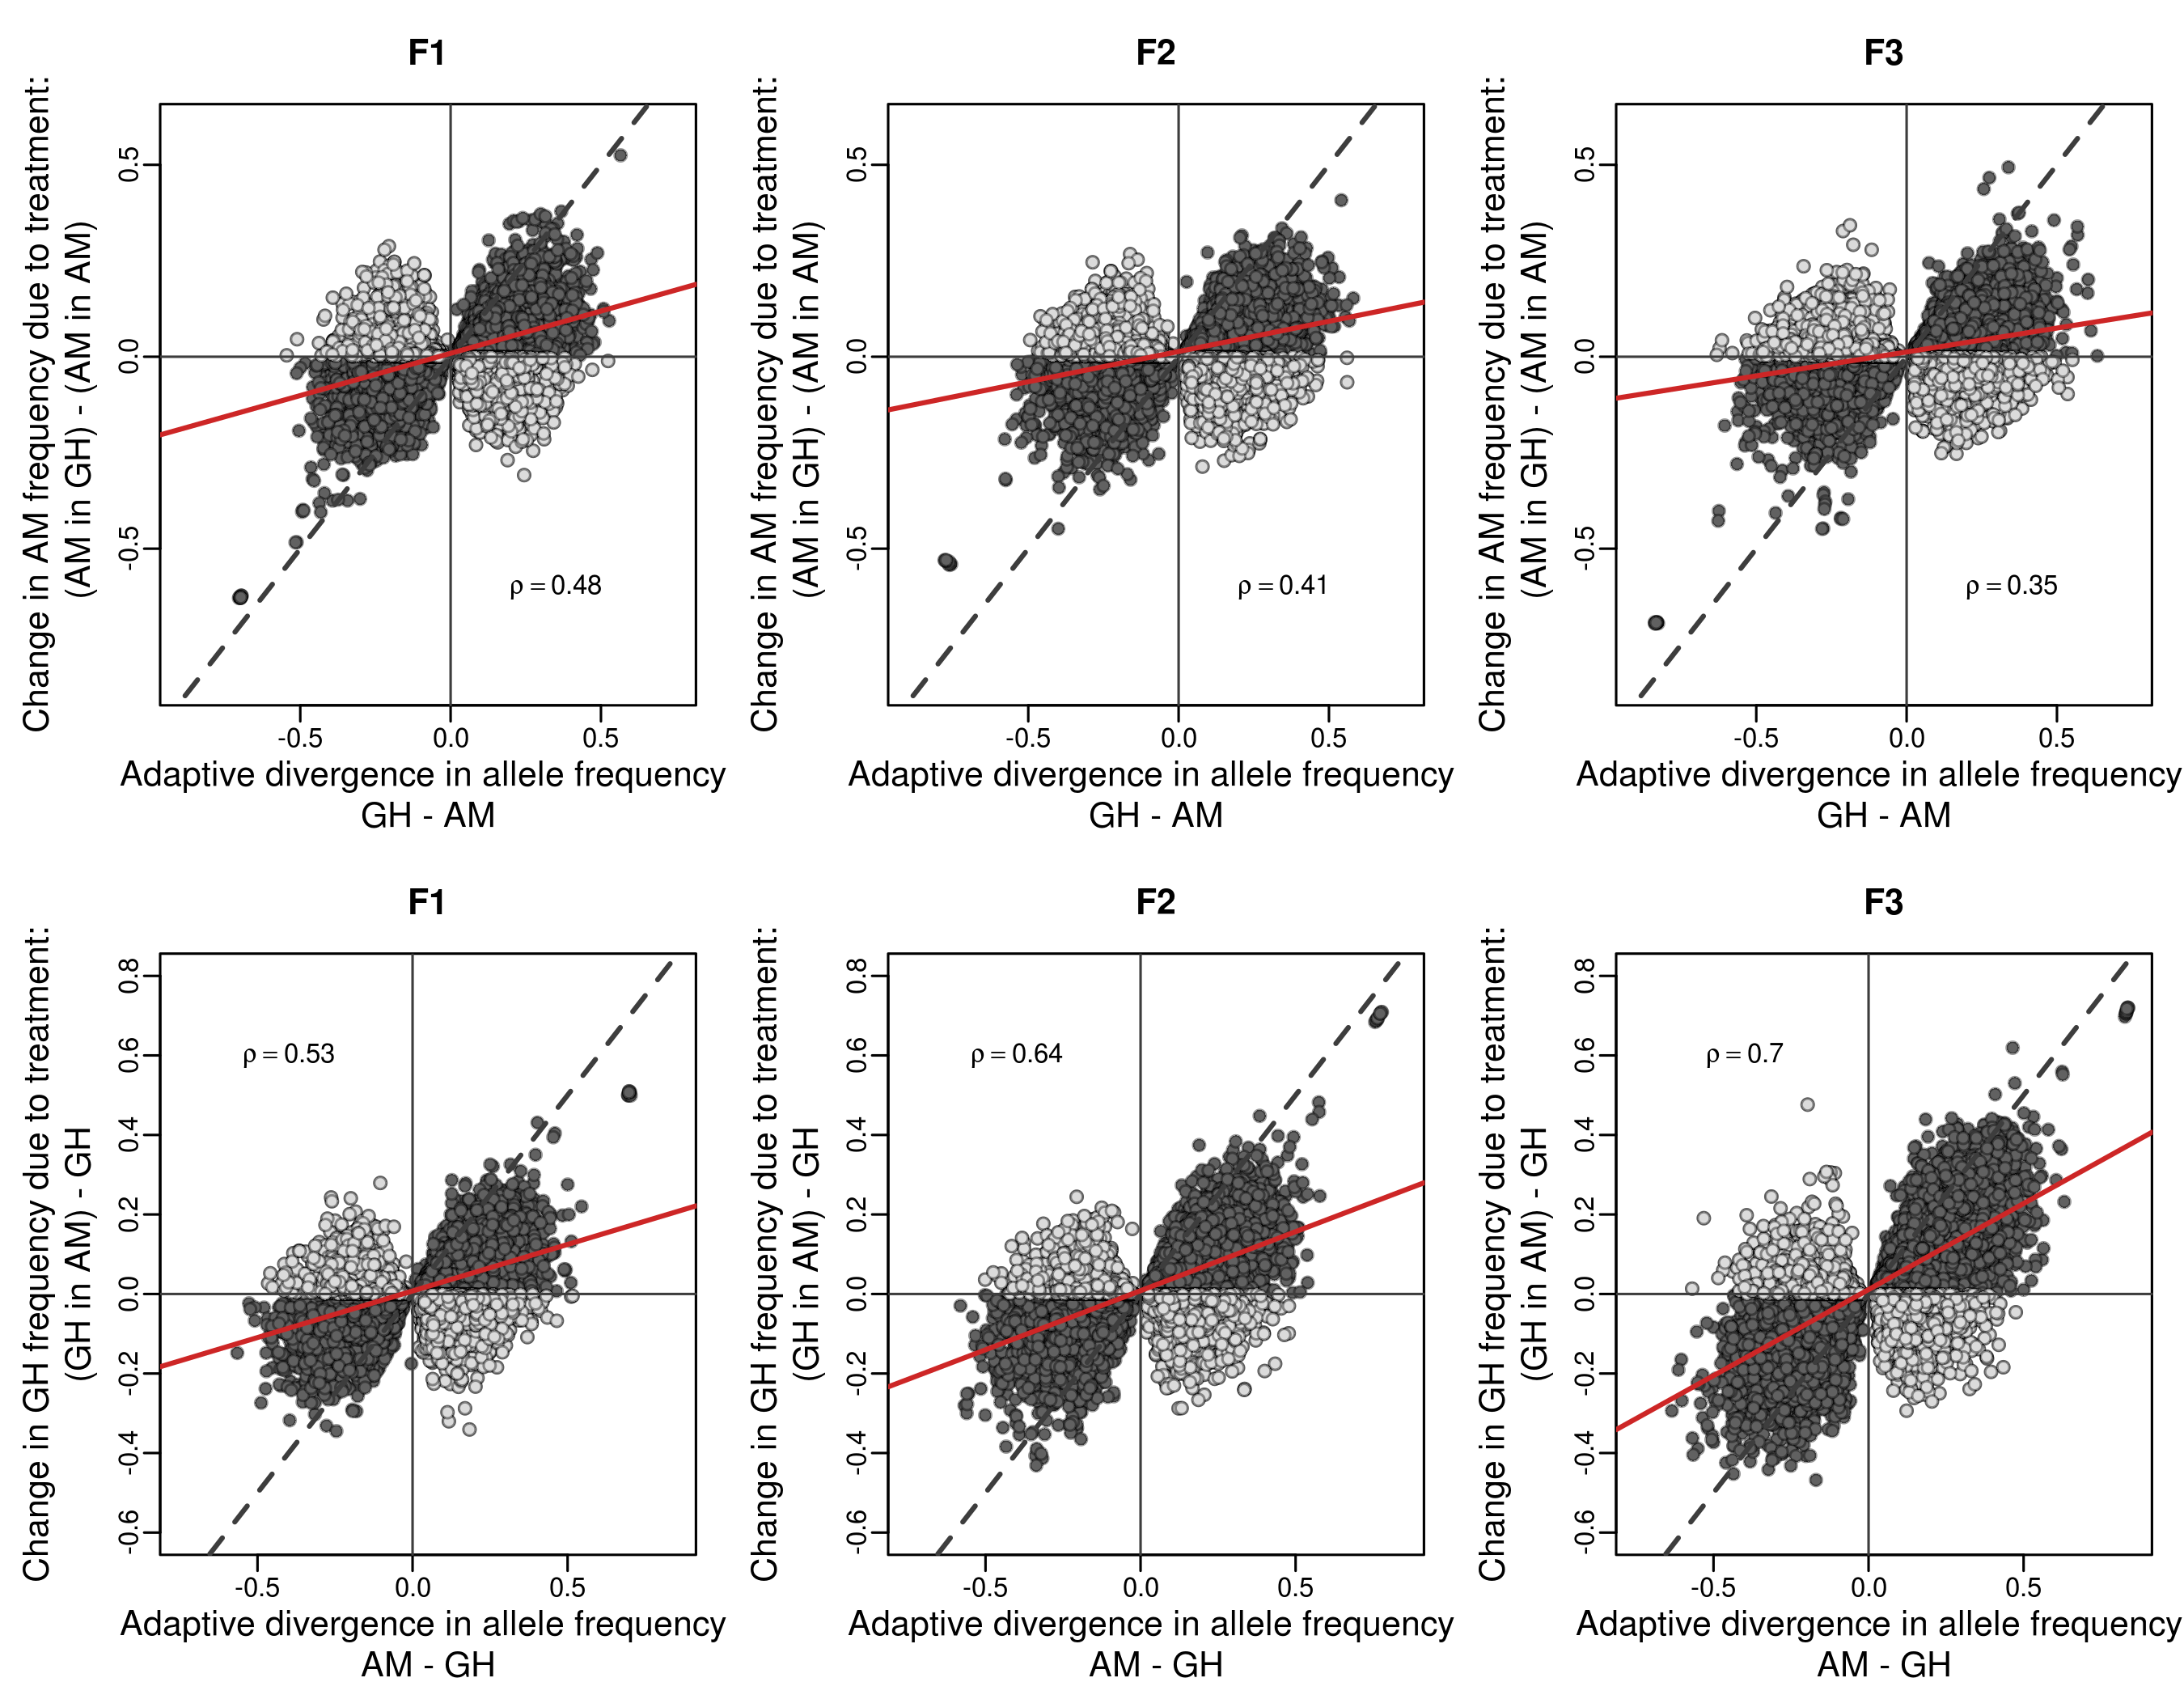 F1
Change in AM frequency due to treatment:
(AM in GH) - (AM in AM)
0.5
0.0
-0.5
ρ = 0.48
-0.5 0.0 0.5
Adaptive divergence in allele frequency
GH - AM
F2
Change in AM frequency due to treatment:
(AM in GH) - (AM in AM)
0.5
0.0
-0.5
ρ = 0.41
-0.5 0.0 0.5
Adaptive divergence in allele frequency
GH - AM
F3
Change in AM frequency due to treatment:
(AM in GH) - (AM in AM)
0.5
0.0
-0.5
ρ = 0.35
-0.5 0.0 0.5
Adaptive divergence in allele frequency
GH - AM
F1
Change in GH frequency due to treatment:
(GH in AM) - GH
0.8
0.6
0.4
0.2
0.0
-0.2
-0.4
-0.6
ρ = 0.53
-0.5 0.0 0.5
Adaptive divergence in allele frequency
AM - GH
F2
Change in GH frequency due to treatment:
(GH in AM) - GH
0.8
0.6
0.4
0.2
0.0
-0.2
-0.4
-0.6
ρ = 0.64
-0.5 0.0 0.5
Adaptive divergence in allele frequency
AM - GH
F3
Change in GH frequency due to treatment:
(GH in AM) - GH
0.8
0.6
0.4
0.2
0.0
-0.2
-0.4
-0.6
ρ = 0.7
-0.5 0.0 0.5
Adaptive divergence in allele frequency
AM - GH